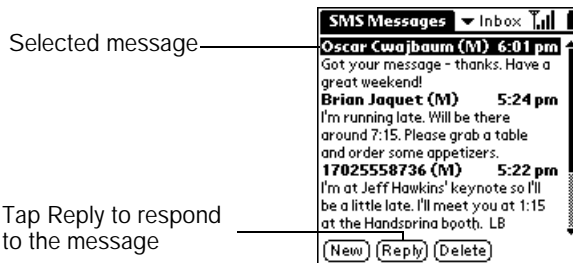 SMS Messages Inbox
Selected message
Oscar Cwajbaum (M) 6:01 pm
Got your message - thanks. Have a
great weekend!
Brian Jaquet (M) 5:24 pm
I'm running late. Will be there
around 7:15. Please grab a table
and order some appetizers.
17025558736 (M) 5:22 pm
I'm at Jeff Hawkins' keynote so I'll
be a little late. I'll meet you at 1:15
at the Handspring booth. LB
Tap Reply to respond
to the message
New Reply Delete